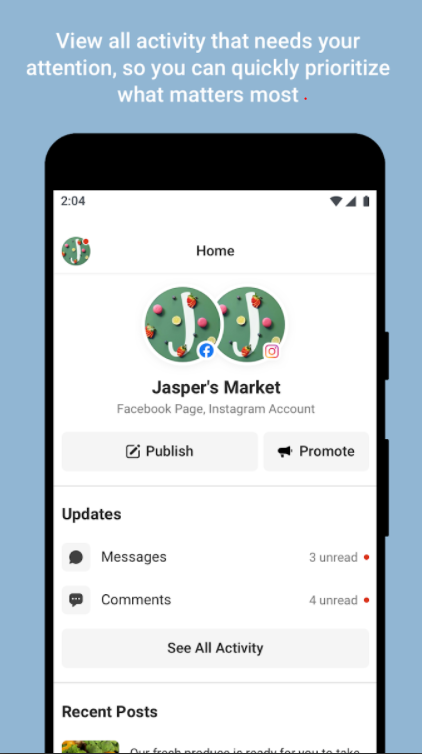 View all activity that needs your
attention, so you can quickly prioritize
what matters most .
2:04
Home
Jasper's Market
Facebook Page, Instagram Account
Publish
Promote
Updates
Messages
3 unread
Comments
4 unread
See All Activity
Recent Posts
Our fresh produce is ready for you to take